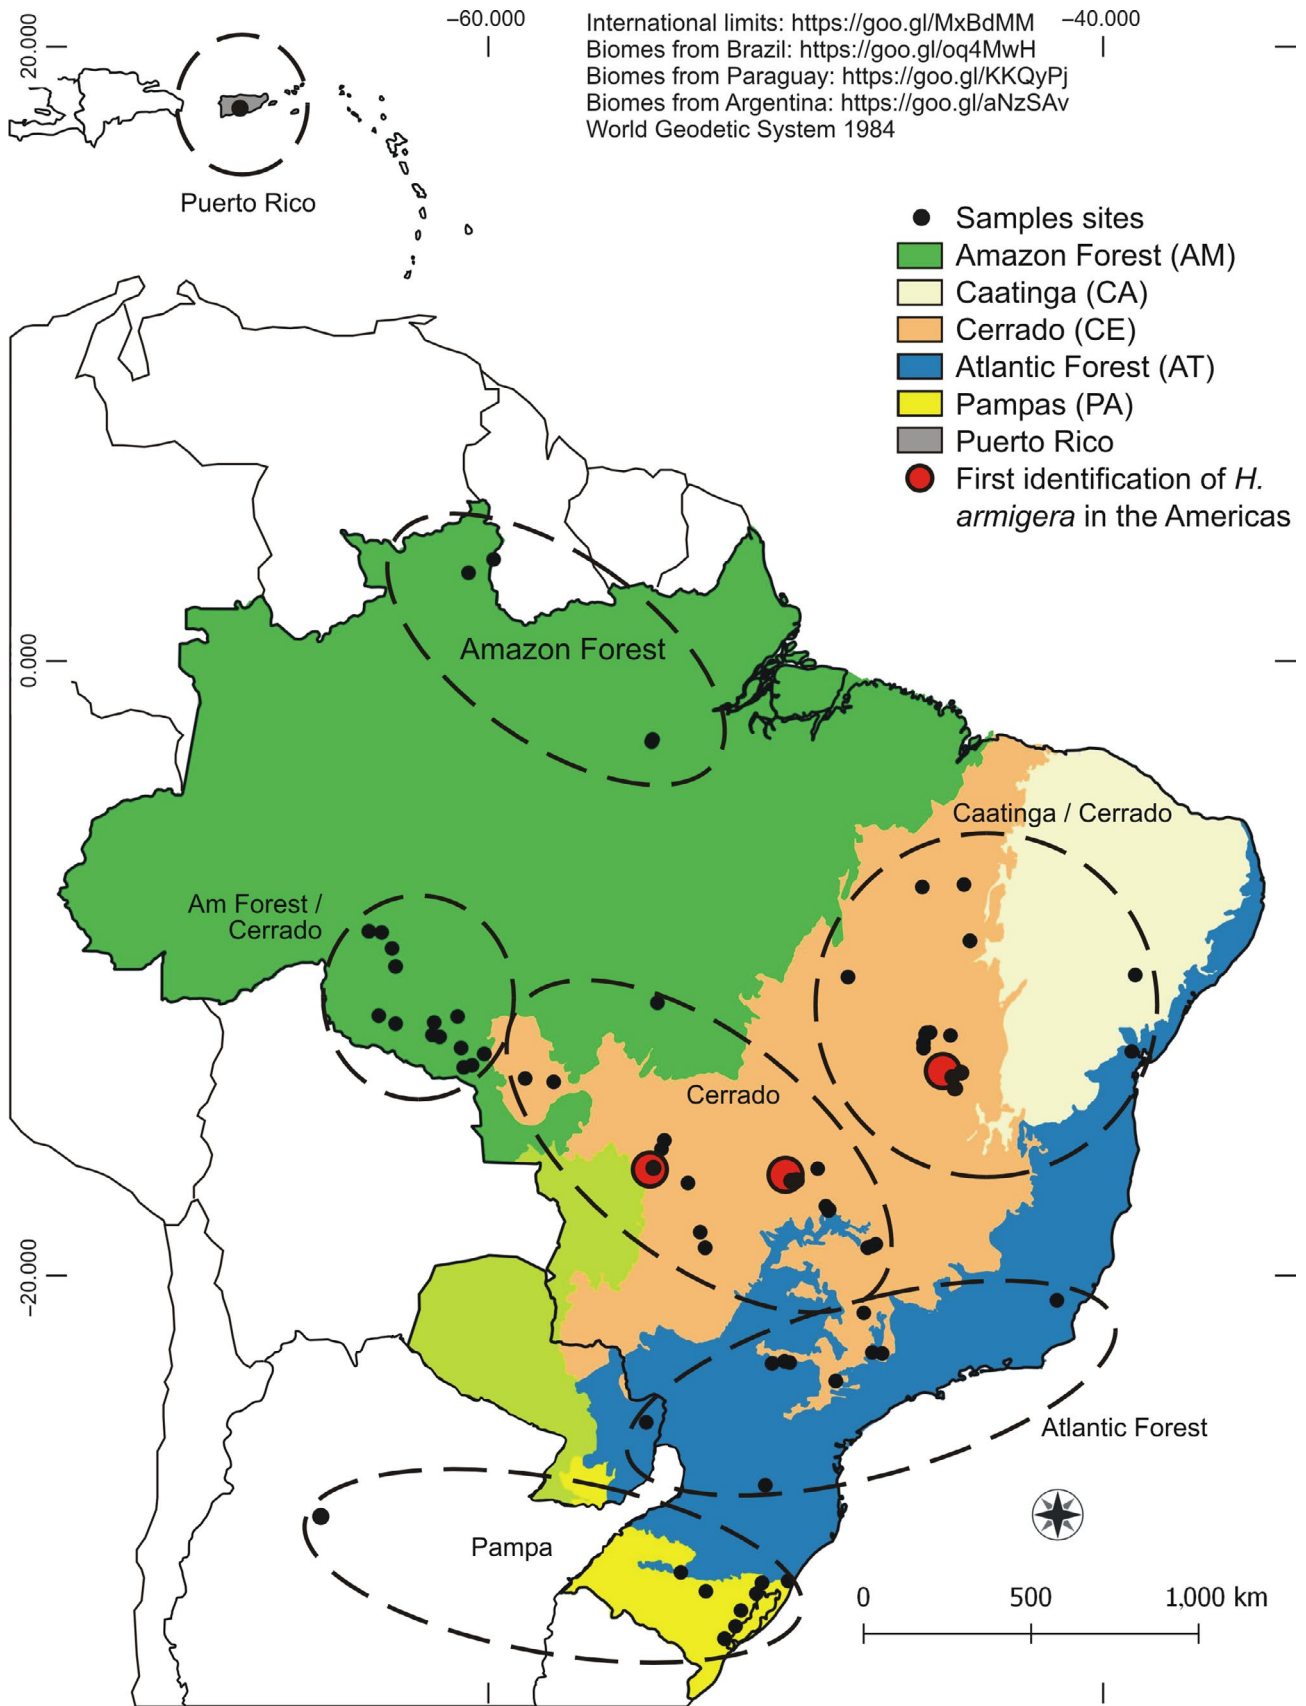 −60.000
−40.000
20.000
International limits: https://goo.gl/MxBdMM
Biomes from Brazil: https://goo.gl/oq4MwH
Biomes from Paraguay: https://goo.gl/KKQyPj
Biomes from Argentina: https://goo.gl/aNzSAv
World Geodetic System 1984
Puerto Rico
Samples sites
Amazon Forest (AM)
Caatinga (CA)
Cerrado (CE)
Atlantic Forest (AT)
Pampas (PA)
Puerto Rico
First identification of H.
armigera in the Americas
0.000
Amazon Forest
Caatinga / Cerrado
Am Forest /
Cerrado
Cerrado
−20.000
Atlantic Forest
Pampa
0 500 1,000 km